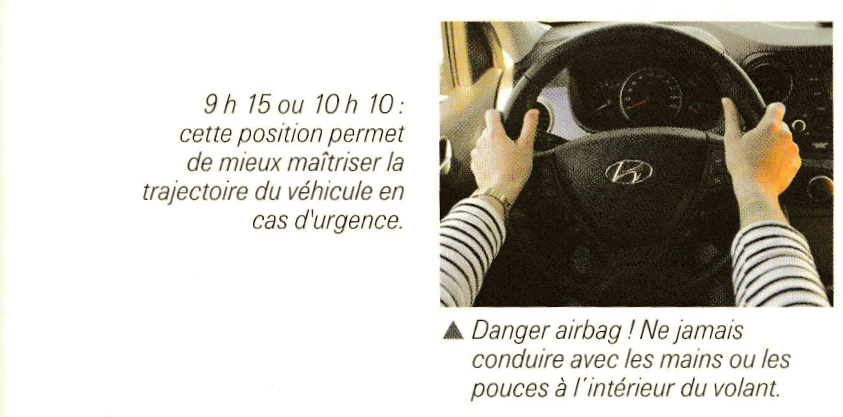 9 h 15 ou 10 h 10 :
cette position permet
de mieux maîtriser la
trajectoire du véhicule en
cas d'urgence.
▲ Danger airbag ! Ne jamais
conduire avec les mains ou les
pouces à l'intérieur du volant.